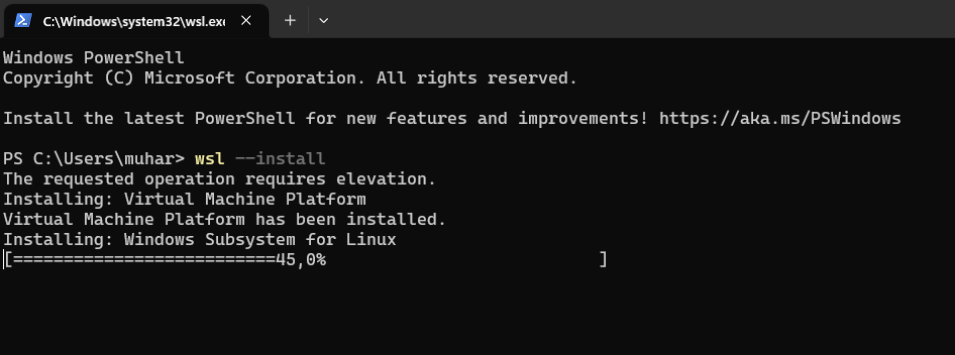 C:\Windows\system32\wsl.exe
Windows PowerShell
Copyright (C) Microsoft Corporation. All rights reserved.
Install the latest PowerShell for new features and improvements! https://aka.ms/PSWindows
PS C:\Users\muhar> wsl --install
The requested operation requires elevation.
Installing: Virtual Machine Platform
Virtual Machine Platform has been installed.
Installing: Windows Subsystem for Linux
[==========================45,0%                           ]